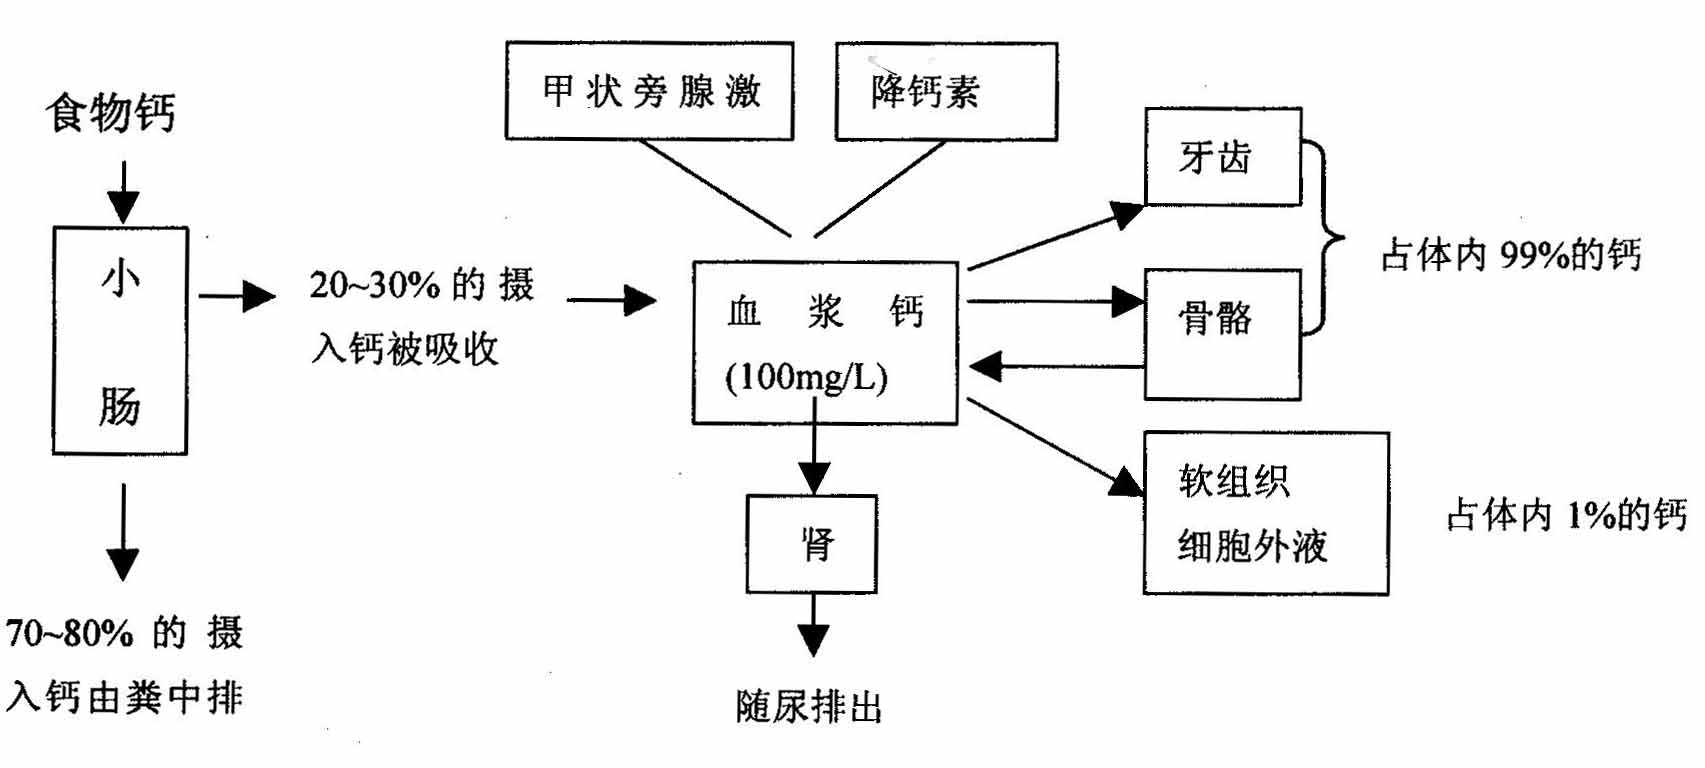 食物钙
小
肠
70~80% 的 摄
入钙由粪中排
20~30% 的 摄
入钙被吸收
甲状旁腺激
降钙素
血 浆 钙
(100mg/L)
肾
随尿排出
牙齿
骨骼
占体内 99%的钙
软组织
细胞外液
占体内 1%的钙